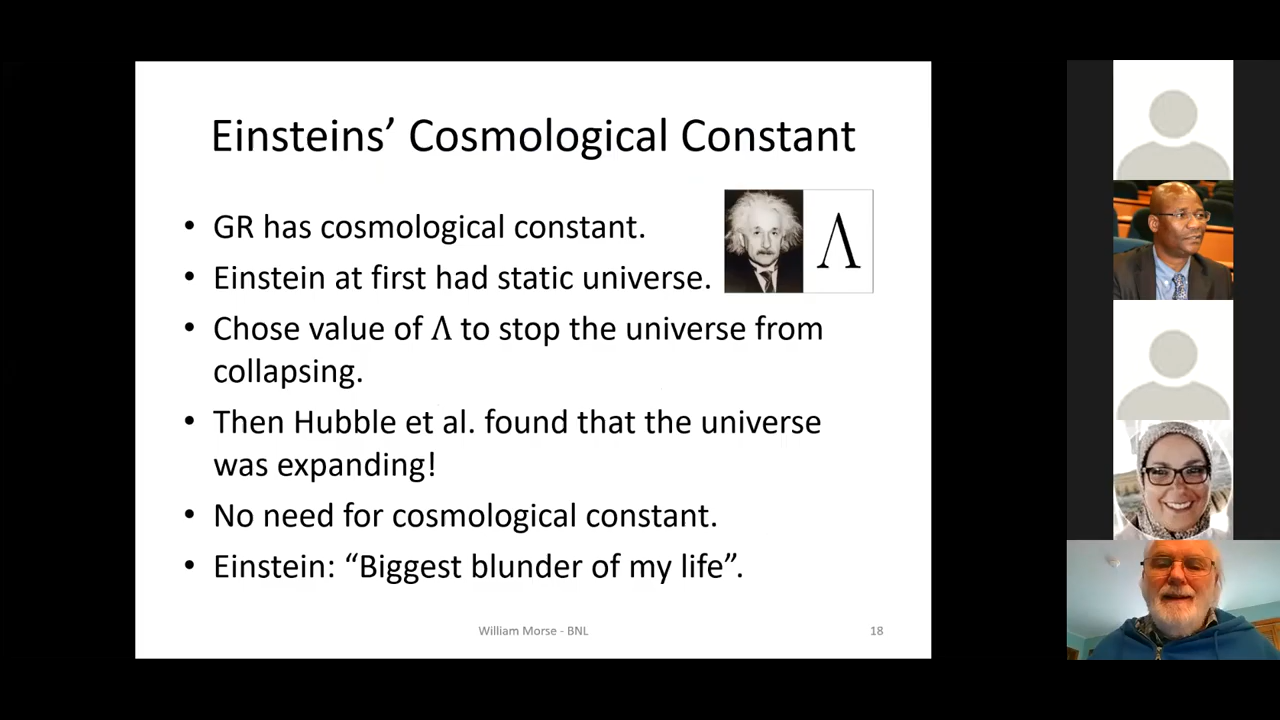 Einsteins’ Cosmological Constant
• GR has cosmological constant.
• Einstein at first had static universe.
Λ
• Chose value of Λ to stop the universe from
collapsing.
• Then Hubble et al. found that the universe
was expanding!
• No need for cosmological constant.
• Einstein: “Biggest blunder of my life”.
William Morse - BNL
18